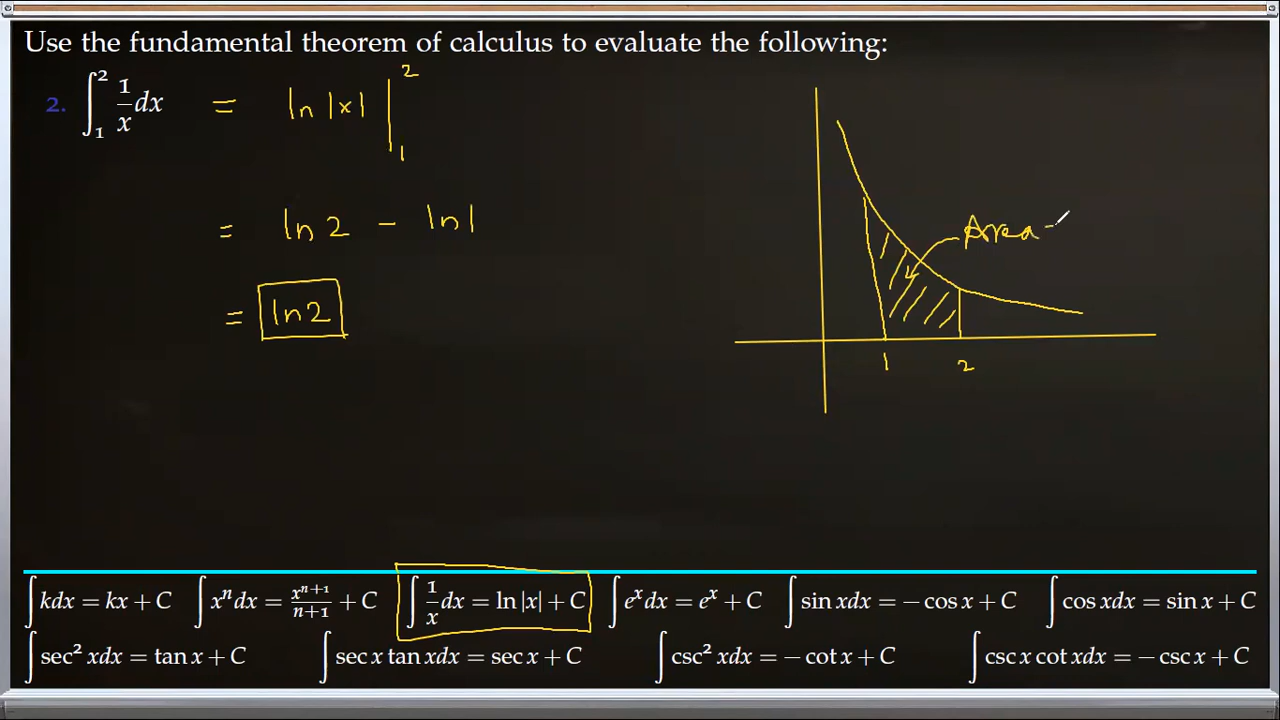 Use the fundamental theorem of calculus to evaluate the following:
2. ∫₁² 1/x dx = ln |x| |₁²
= ln 2 - ln 1
= ln 2
Area -
1 2
∫kdx = kx + C ∫xⁿdx = xⁿ⁺¹/n+1 + C ∫1/x dx = ln |x| + C ∫eˣdx = eˣ + C ∫sin xdx = − cos x + C ∫cos xdx = sin x + C
∫sec² xdx = tan x + C ∫sec x tan xdx = sec x + C ∫csc² xdx = − cot x + C ∫csc x cot xdx = − csc x + C